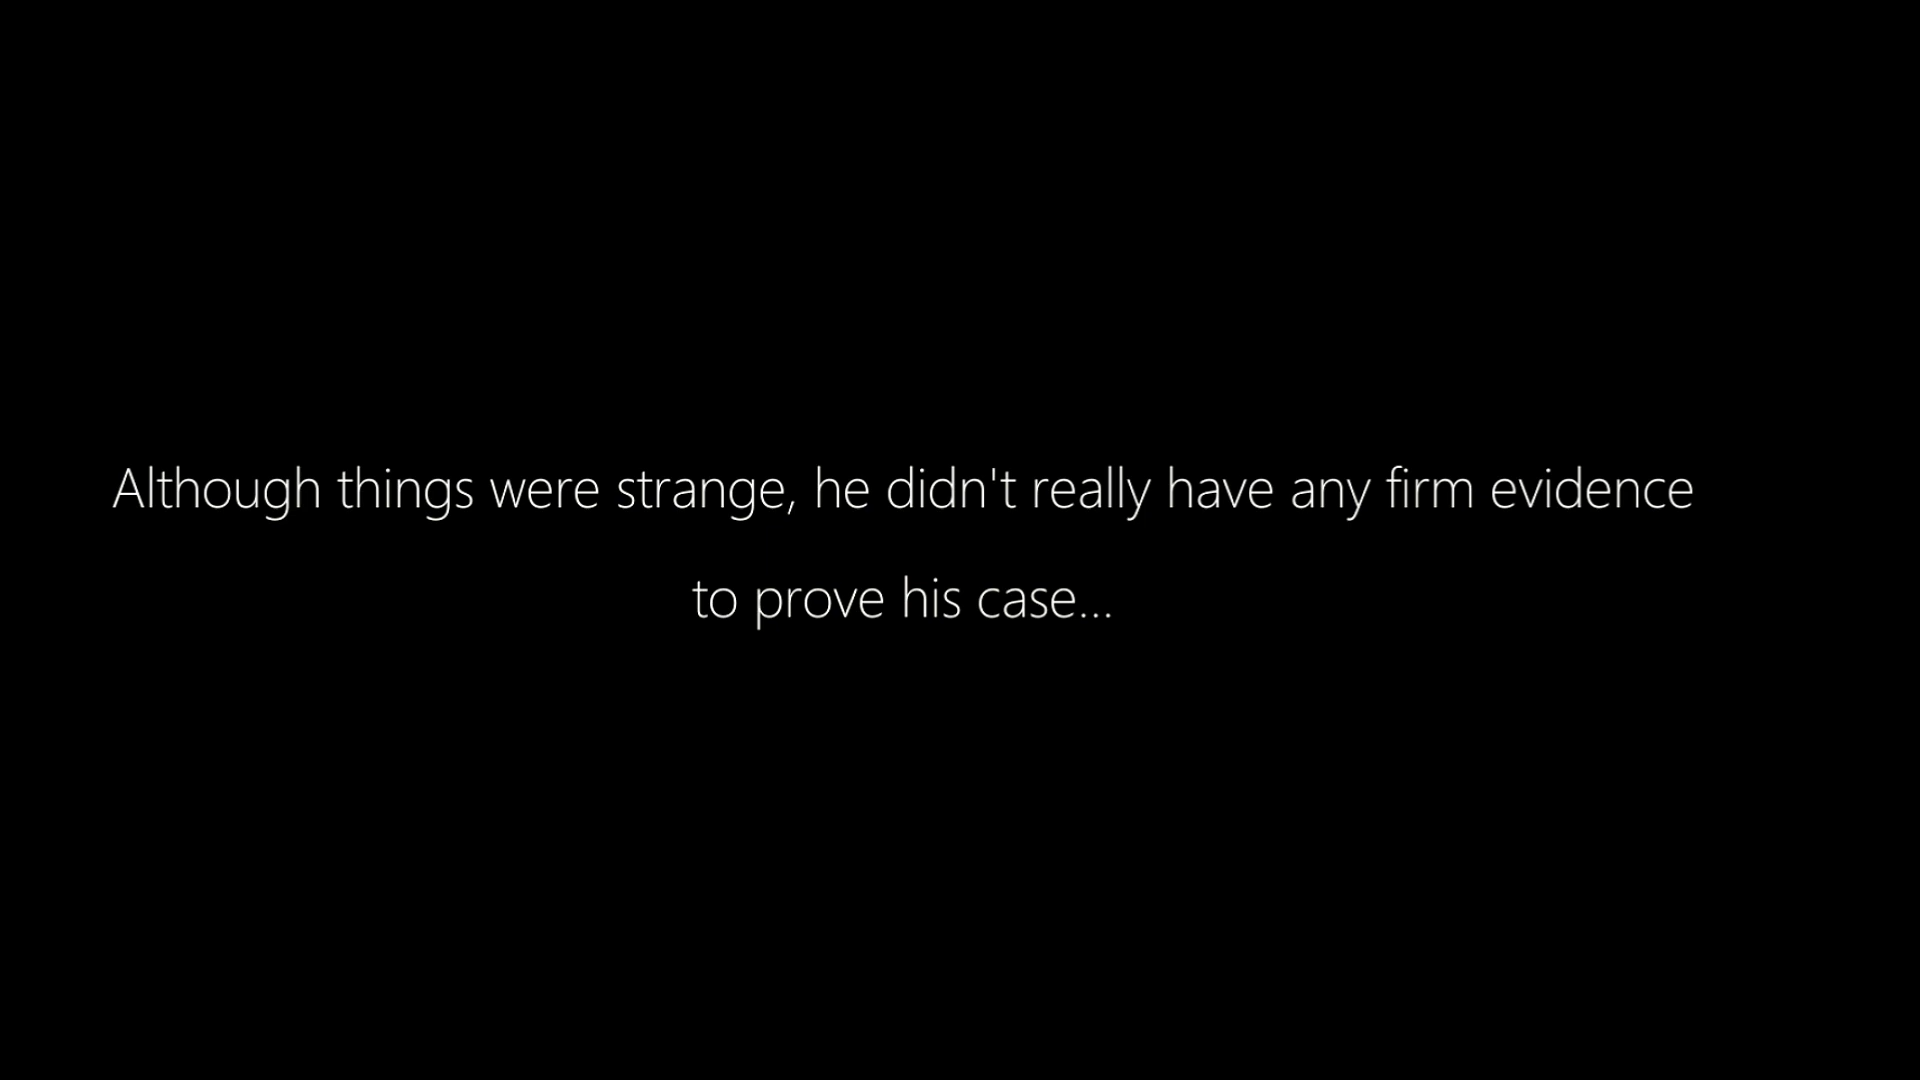 Although things were strange, he didn't really have any firm evidence
to prove his case...